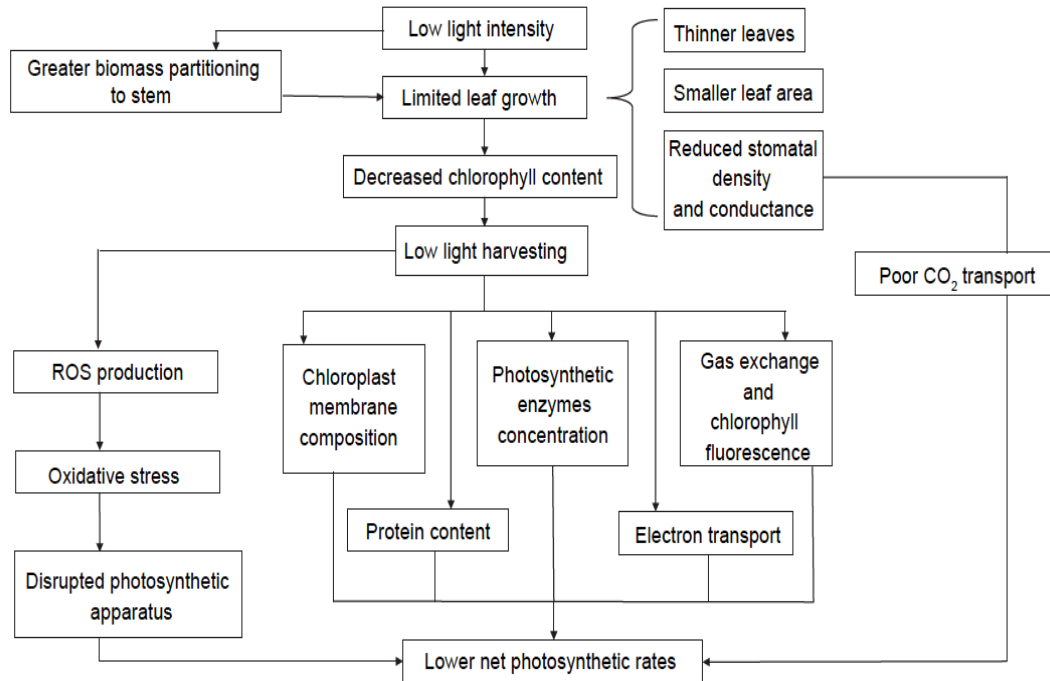 Low light intensity
Thinner leaves
Greater biomass partitioning
to stem
Limited leaf growth
Smaller leaf area
Reduced stomatal
density
and conductance
Decreased chlorophyll content
Low light harvesting
Poor CO₂ transport
ROS production
Chloroplast
membrane
composition
Photosynthetic
enzymes
concentration
Gas exchange
and
chlorophyll
fluorescence
Oxidative stress
Protein content
Electron transport
Disrupted photosynthetic
apparatus
Lower net photosynthetic rates